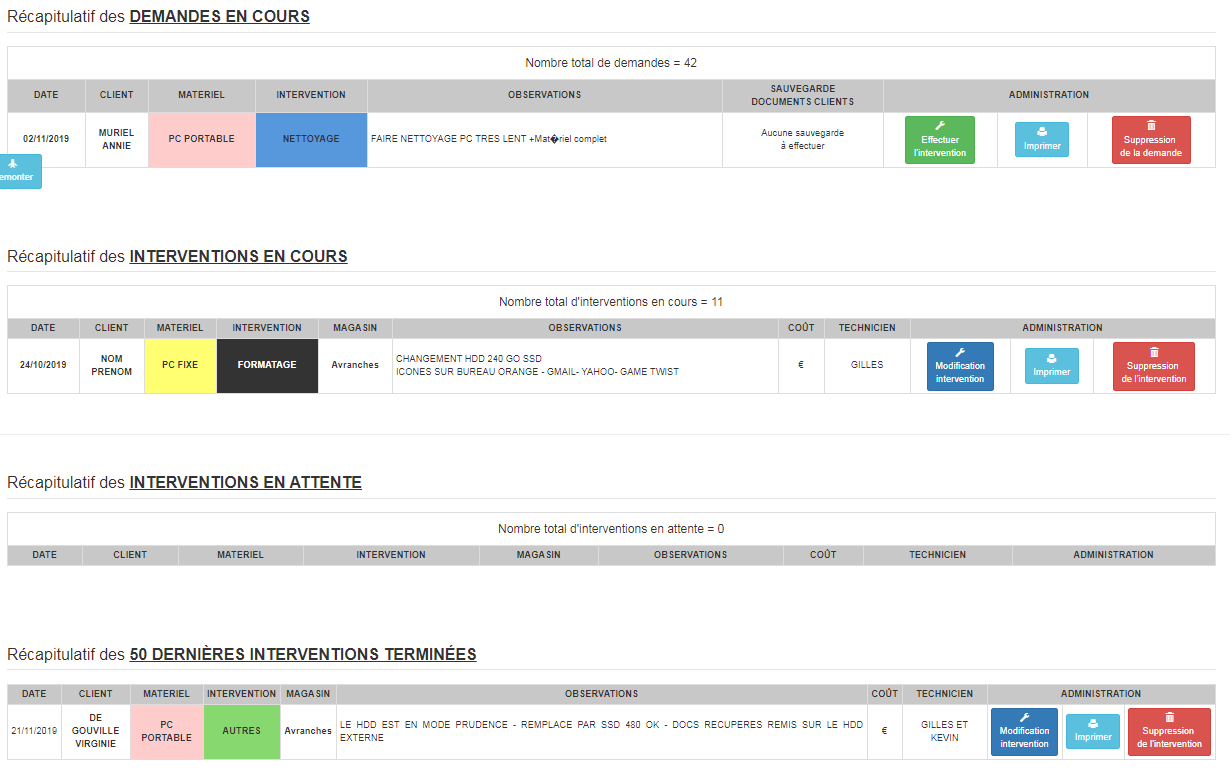 Récapitulatif des DEMANDES EN COURS
Nombre total de demandes = 42
DATE CLIENT MATERIEL INTERVENTION OBSERVATIONS SAUVEGARDE DOCUMENTS CLIENTS ADMINISTRATION
02/11/2019 MURIEL ANNIE PC PORTABLE NETTOYAGE FAIRE NETTOYAGE PC TRES LENT +Mat�riel complet Aucune sauvegarde à effectuer Effectuer l'intervention Imprimer Suppression de la demande
emonter
Récapitulatif des INTERVENTIONS EN COURS
Nombre total d'interventions en cours = 11
DATE CLIENT MATERIEL INTERVENTION MAGASIN OBSERVATIONS COÛT TECHNICIEN ADMINISTRATION
24/10/2019 NOM PRENOM PC FIXE FORMATAGE Avranches CHANGEMENT HDD 240 GO SSD
ICONES SUR BUREAU ORANGE - GMAIL- YAHOO- GAME TWIST € GILLES Modification intervention Imprimer Suppression de l'intervention
Récapitulatif des INTERVENTIONS EN ATTENTE
Nombre total d'interventions en attente = 0
DATE CLIENT MATERIEL INTERVENTION MAGASIN OBSERVATIONS COÛT TECHNICIEN ADMINISTRATION
Récapitulatif des 50 DERNIÈRES INTERVENTIONS TERMINÉES
DATE CLIENT MATERIEL INTERVENTION MAGASIN OBSERVATIONS COÛT TECHNICIEN ADMINISTRATION
21/11/2019 DE GOUVILLE VIRGINIE PC PORTABLE AUTRES Avranches LE HDD EST EN MODE PRUDENCE - REMPLACE PAR SSD 480 OK - DOCS RECUPERES REMIS SUR LE HDD
EXTERNE € GILLES ET KEVIN Modification intervention Imprimer Suppression de l'intervention